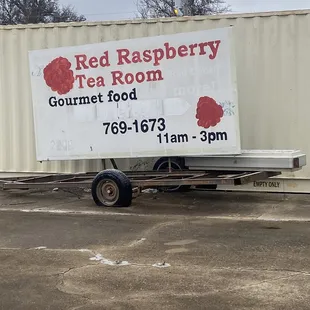 Red Raspberry
Tea Room
Gourmet food
769-1673
11am - 3pm
EMPTY ONLY